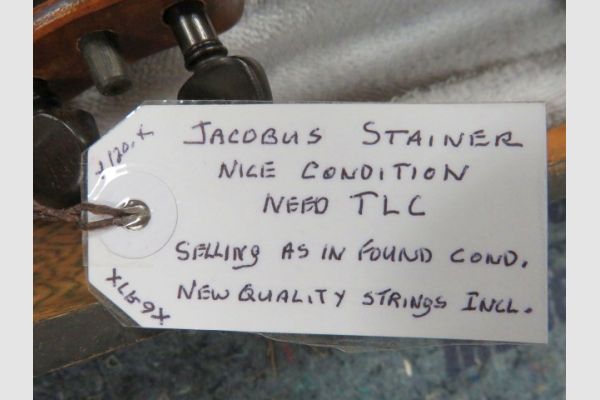 JACOBUS STAINER
NICE CONDITION
NEED TLC
SELLING AS IN FOUND COND.
NEW QUALITY STRINGS INCL.